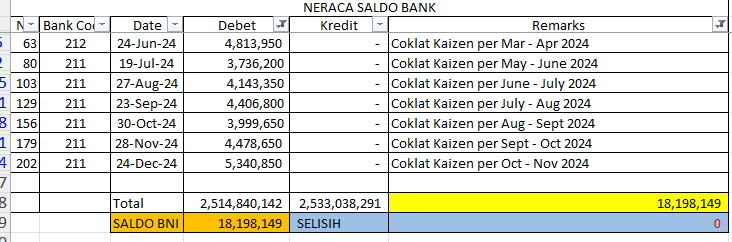 NERACA SALDO BANK
N Bank Co Date Debet Kredit Remarks
63 212 24-Jun-24 4,813,950 - Coklat Kaizen per Mar - Apr 2024
80 211 19-Jul-24 3,736,200 - Coklat Kaizen per May - June 2024
103 211 27-Aug-24 4,143,350 - Coklat Kaizen per June - July 2024
129 211 23-Sep-24 4,406,800 - Coklat Kaizen per July - Aug 2024
156 211 30-Oct-24 3,999,650 - Coklat Kaizen per Aug - Sept 2024
179 211 28-Nov-24 4,478,650 - Coklat Kaizen per Sept - Oct 2024
202 211 24-Dec-24 5,340,850 - Coklat Kaizen per Oct - Nov 2024
Total 2,514,840,142 2,533,038,291 18,198,149
SALDO BNI 18,198,149 SELISIH 0